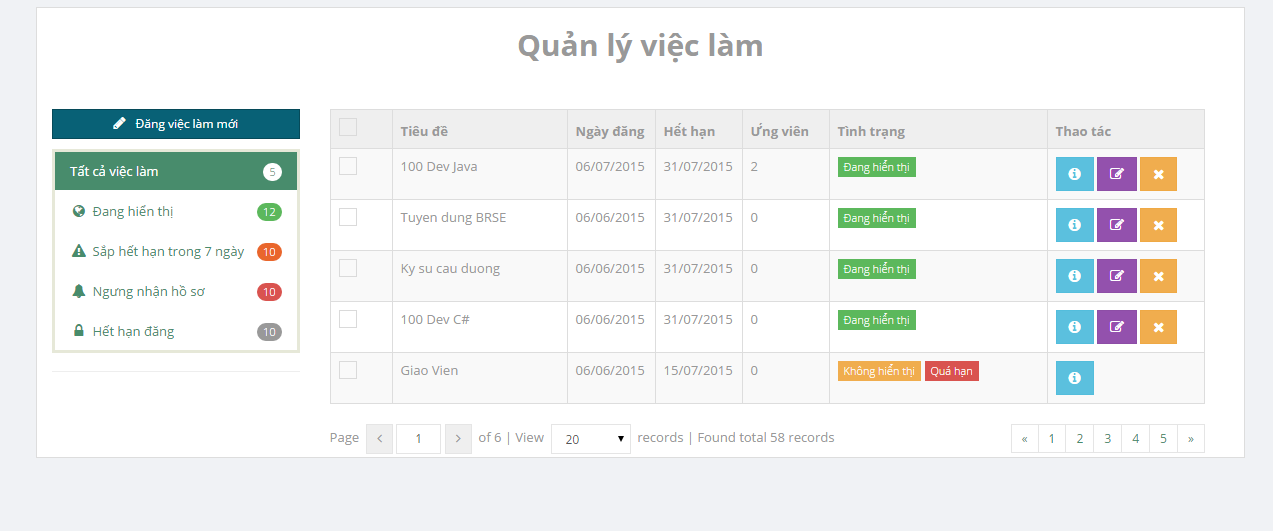 Quản lý việc làm
Đăng việc làm mới
Tất cả việc làm 5
Đang hiển thị 12
Sắp hết hạn trong 7 ngày 10
Ngưng nhận hồ sơ 10
Hết hạn đăng 10
Tiêu đề Ngày đăng Hết hạn Ứng viên Tình trạng Thao tác
100 Dev Java 06/07/2015 31/07/2015 2 Đang hiển thị
Tuyen dung BRSE 06/06/2015 31/07/2015 0 Đang hiển thị
Ky su cau duong 06/06/2015 31/07/2015 0 Đang hiển thị
100 Dev C# 06/06/2015 31/07/2015 0 Đang hiển thị
Giao Vien 06/06/2015 15/07/2015 0 Không hiển thị Quá hạn
Page < 1 > of 6 | View 20 records | Found total 58 records « 1 2 3 4 5 »